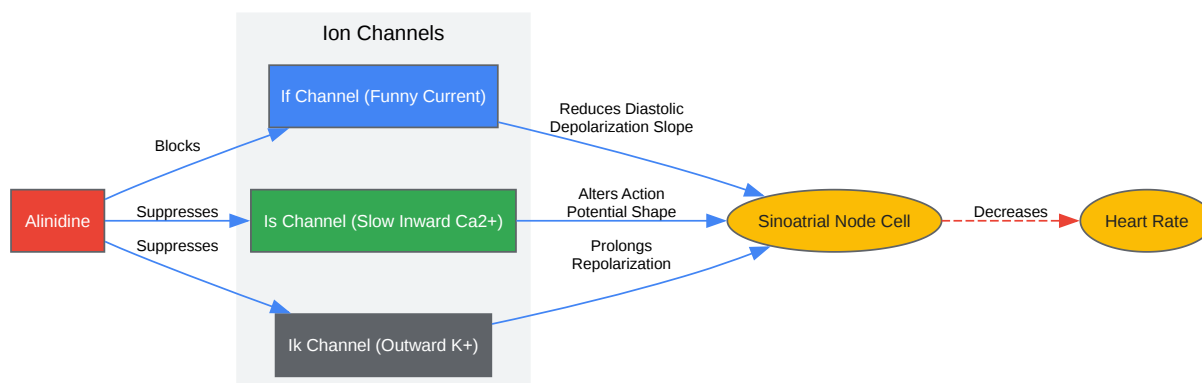 Ion Channels
If Channel (Funny Current)
Reduces Diastolic
Depolarization Slope
Blocks
Alinidine
Suppresses
Is Channel (Slow Inward Ca2+)
Alters Action
Potential Shape
Sinoatrial Node Cell
Decreases
Heart Rate
Suppresses
Prolongs
Repolarization
Ik Channel (Outward K+)